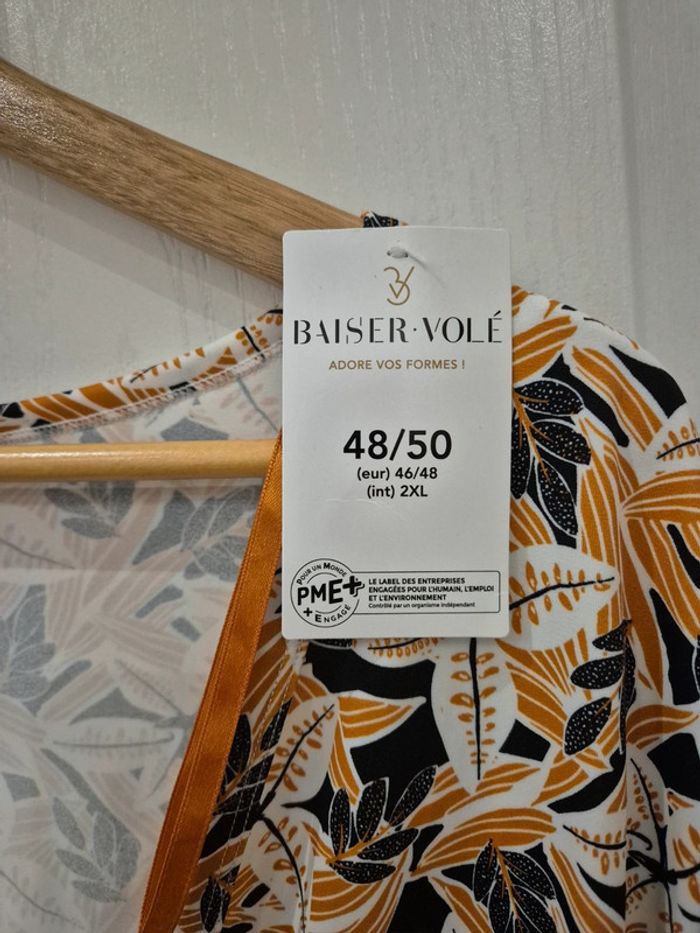 BAISER·VOLÉ
ADORE VOS FORMES !
48/50
(eur) 46/48
(int) 2XL
POUR UN MONDE
PME+
+ENGAGÉ
LE LABEL DES ENTREPRISES
ENGAGÉES POUR L'HUMAIN, L'EMPLOI
ET L'ENVIRONNEMENT
Contrôlé par un organisme indépendant